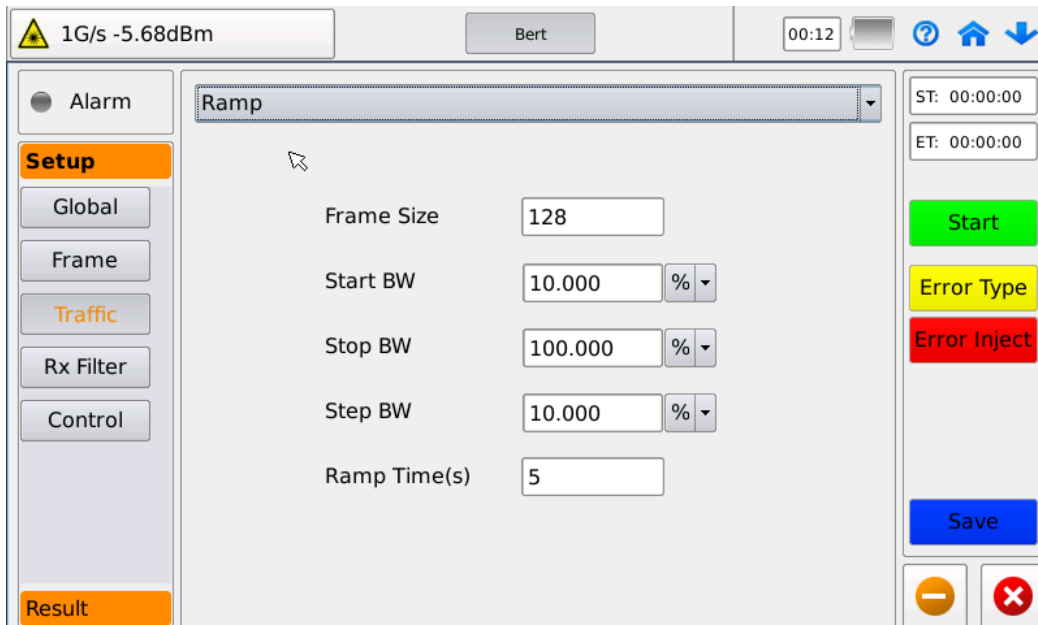 1G/s -5.68dBm
Bert
00:12
Alarm
Ramp
ST: 00:00:00
ET: 00:00:00
Setup
Global
Frame
Traffic
Rx Filter
Control
Frame Size 128
Start BW 10.000 %
Stop BW 100.000 %
Step BW 10.000 %
Ramp Time(s) 5
Start
Error Type
Error Inject
Save
Result